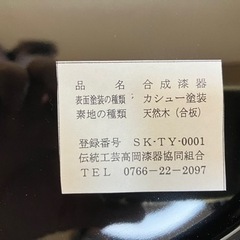 品名 合成漆器
表面塗装の種類: カシュー塗装
素地の種類 天然木(合板)
登録番号 SK-TY-0001
伝統工芸高岡漆器協同組合
TEL 0766-22-2097